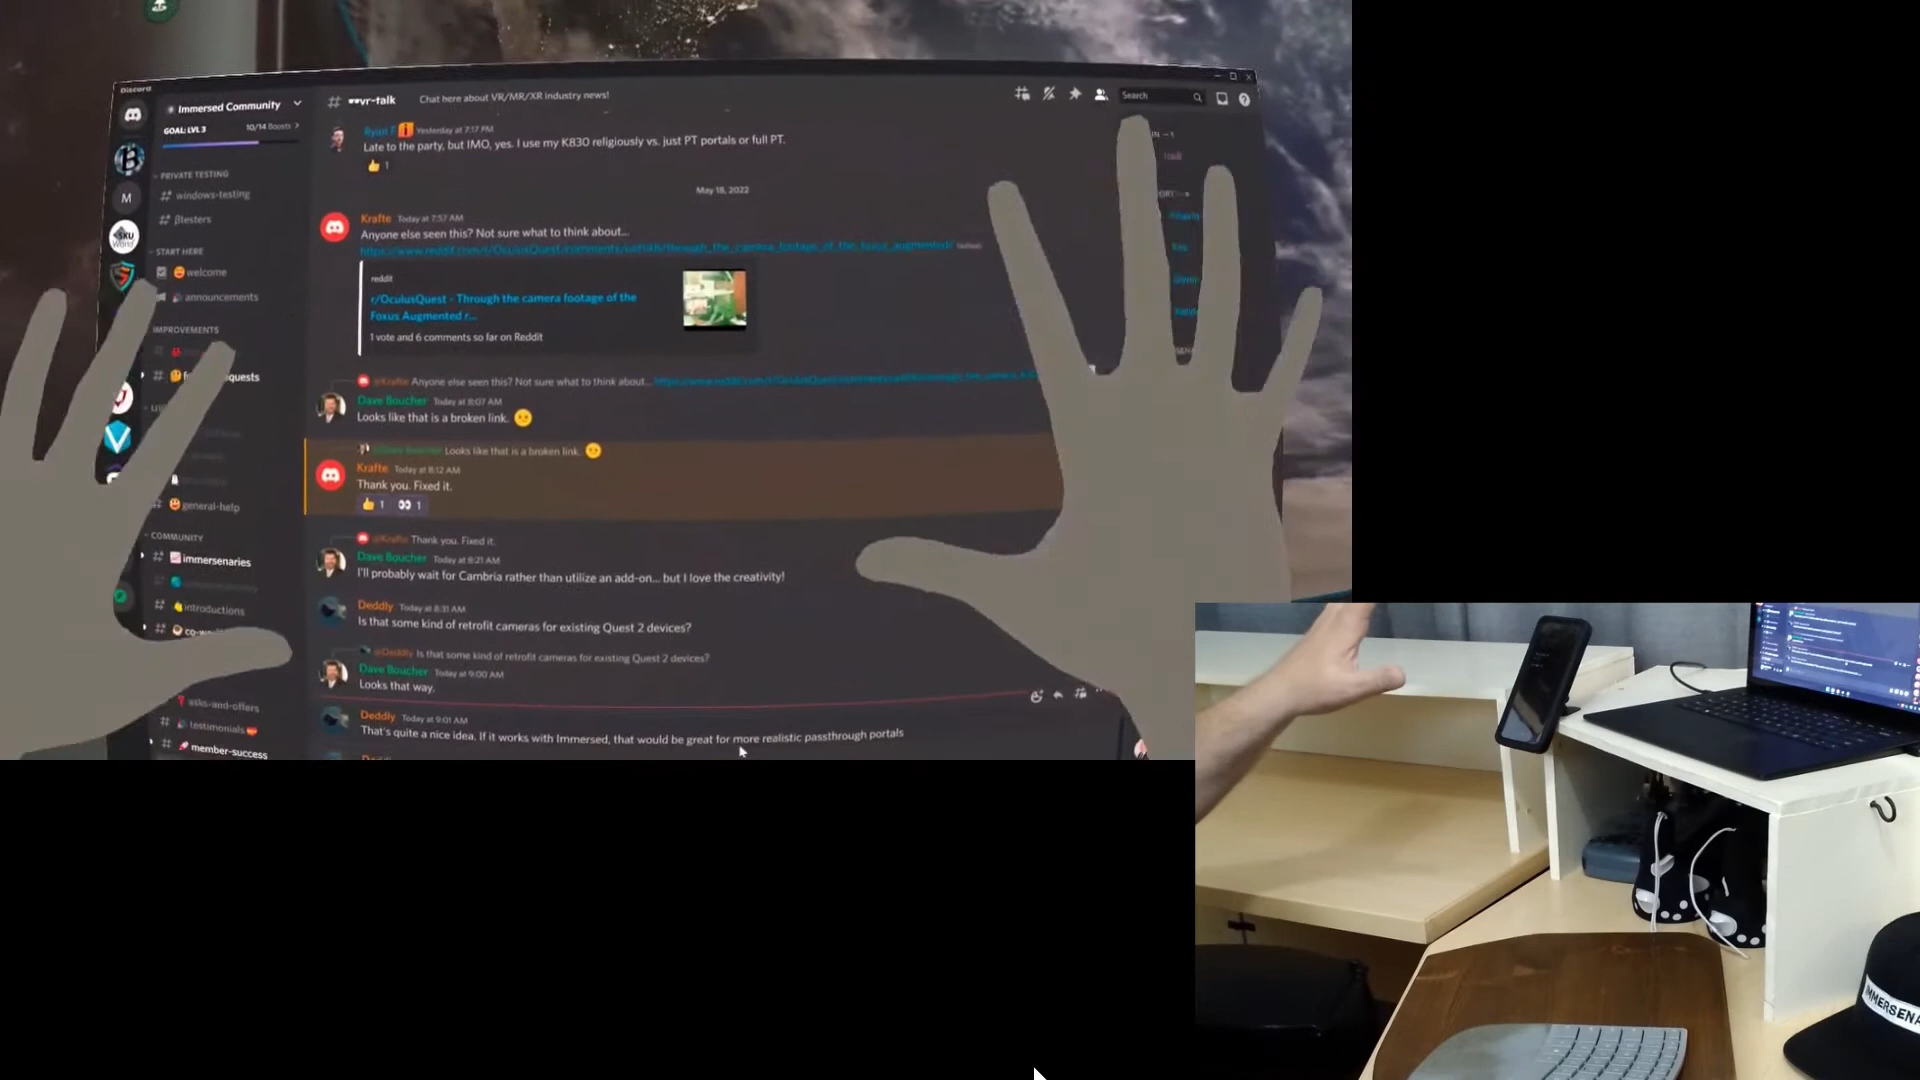 Discord
Immersed Community
GOAL: LVL 3
10/14 Boosts >
PRIVATE TESTING
windows-testing
βtesters
START HERE
welcome
announcements
IMPROVEMENTS
quests
general-help
COMMUNITY
immersenaries
introductions
asks-and-offers
testimonials
member-success
# vr-talk
Chat here about VR/MR/XR industry news!
Search
Yesterday at 7:17 PM
Late to the party, but IMO, yes. I use my K830 religiously vs. just PT portals or full PT.
1
May 18, 2022
Krafte Today at 7:57 AM
Anyone else seen this? Not sure what to think about...
reddit
r/OculusQuest - Through the camera footage of the
Foxus Augmented r...
1 vote and 6 comments so far on Reddit
@Krafte Anyone else seen this? Not sure what to think about...
Dave Boucher Today at 8:07 AM
Looks like that is a broken link.
Looks like that is a broken link.
Krafte Today at 8:12 AM
Thank you. Fixed it.
1 1
@Krafte Thank you. Fixed it.
Dave Boucher Today at 8:21 AM
I'll probably wait for Cambria rather than utilize an add-on... but I love the creativity!
Deddly Today at 8:31 AM
Is that some kind of retrofit cameras for existing Quest 2 devices?
@Deddly Is that some kind of retrofit cameras for existing Quest 2 devices?
Dave Boucher Today at 9:00 AM
Looks that way.
Deddly Today at 9:01 AM
That's quite a nice idea. If it works with Immersed, that would be great for more realistic passthrough portals